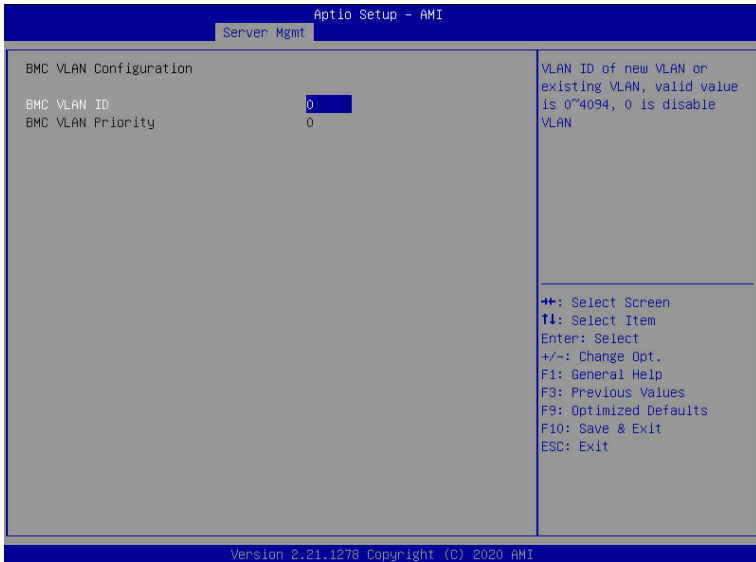 Aptio Setup – AMI
Server Mgmt
BMC VLAN Configuration
BMC VLAN ID 0
BMC VLAN Priority 0
VLAN ID of new VLAN or
existing VLAN, valid value
is 0~4094, 0 is disable
VLAN
→←: Select Screen
↑↓: Select Item
Enter: Select
+/-: Change Opt.
F1: General Help
F3: Previous Values
F9: Optimized Defaults
F10: Save & Exit
ESC: Exit
Version 2.21.1278 Copyright (C) 2020 AMI